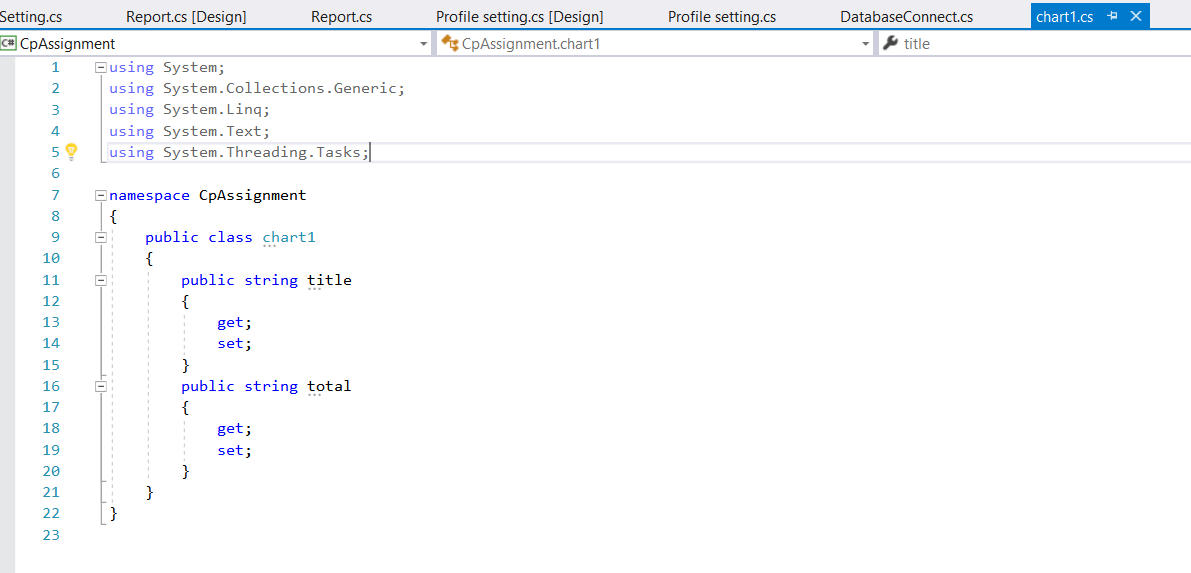 Setting.cs Report.cs [Design] Report.cs Profile setting.cs [Design] Profile setting.cs DatabaseConnect.cs chart1.cs
C# CpAssignment CpAssignment.chart1 title
1 using System;
2 using System.Collections.Generic;
3 using System.Linq;
4 using System.Text;
5 using System.Threading.Tasks;
6
7 namespace CpAssignment
8 {
9 public class chart1
10 {
11 public string title
12 {
13 get;
14 set;
15 }
16 public string total
17 {
18 get;
19 set;
20 }
21 }
22 }
23